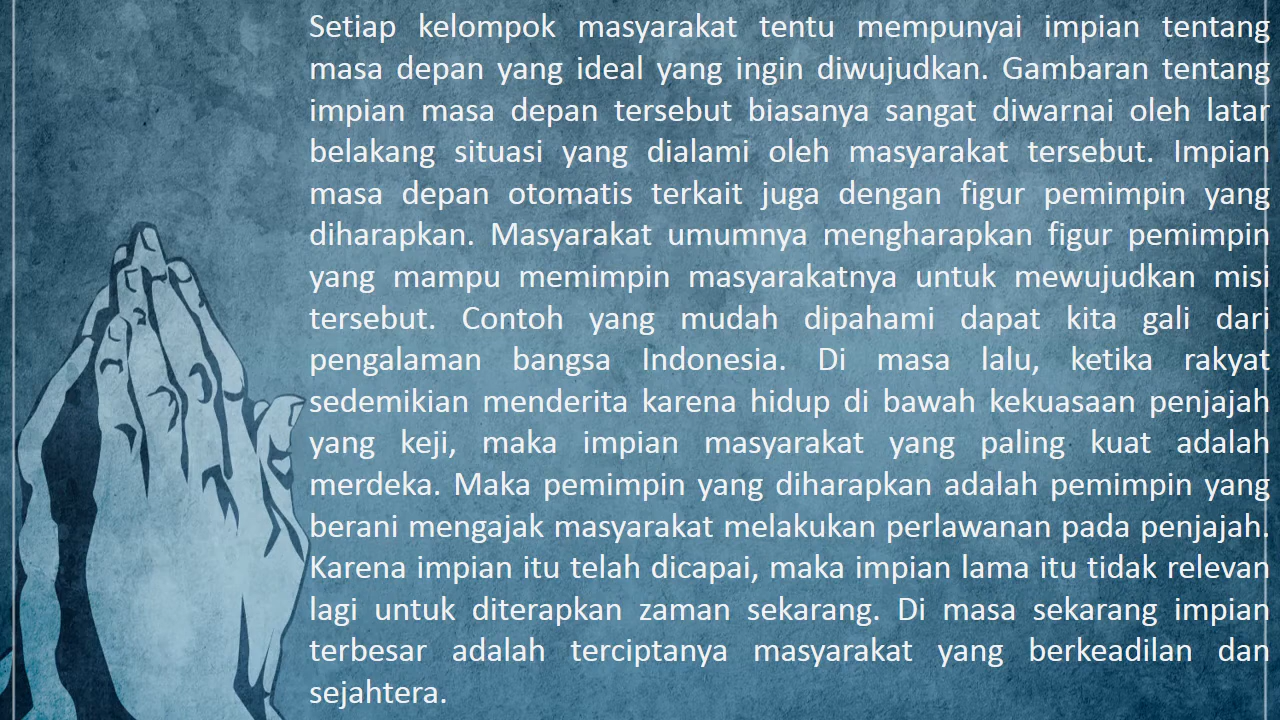 Setiap kelompok masyarakat tentu mempunyai impian tentang
masa depan yang ideal yang ingin diwujudkan. Gambaran tentang
impian masa depan tersebut biasanya sangat diwarnai oleh latar
belakang situasi yang dialami oleh masyarakat tersebut. Impian
masa depan otomatis terkait juga dengan figur pemimpin yang
diharapkan. Masyarakat umumnya mengharapkan figur pemimpin
yang mampu memimpin masyarakatnya untuk mewujudkan misi
tersebut. Contoh yang mudah dipahami dapat kita gali dari
pengalaman bangsa Indonesia. Di masa lalu, ketika rakyat
sedemikian menderita karena hidup di bawah kekuasaan penjajah
yang keji, maka impian masyarakat yang paling kuat adalah
merdeka. Maka pemimpin yang diharapkan adalah pemimpin yang
berani mengajak masyarakat melakukan perlawanan pada penjajah.
Karena impian itu telah dicapai, maka impian lama itu tidak relevan
lagi untuk diterapkan zaman sekarang. Di masa sekarang impian
terbesar adalah terciptanya masyarakat yang berkeadilan dan
sejahtera.